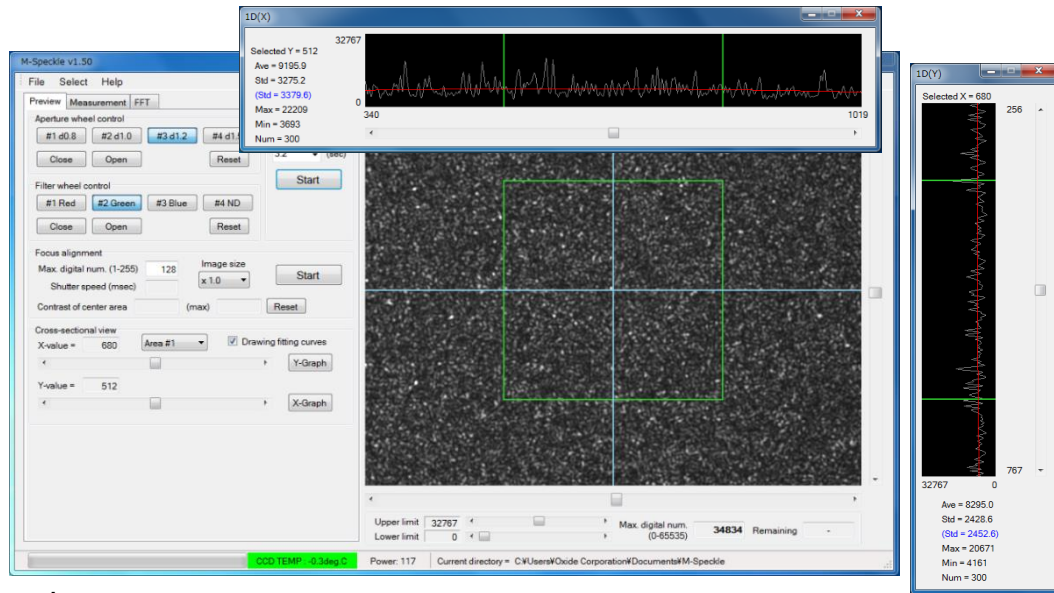 1D(X)
32767
Selected Y = 512
Ave = 9195.9
Std = 3275.2
(Std = 3379.6)
Max = 22209
Min = 3693
Num = 300
0
340
1019
M-Speckle v1.50
File Select Help
Preview Measurement FFT
Aperture wheel control
#1 d0.8 #2 d1.0 #3 d1.2 #4 d1.
Close Open Reset
3.2 (sec)
Start
Filter wheel control
#1 Red #2 Green #3 Blue #4 ND
Close Open Reset
Focus alignment
Max. digital num. (1-255) 128 Image size
x 1.0 Start
Shutter speed (msec)
Contrast of center area (max) Reset
Cross-sectional view
X-value = 680 Area #1 Drawing fitting curves
Y-Graph
Y-value = 512
X-Graph
Upper limit 32767
Lower limit 0
Max. digital num. 34834 Remaining -
(0-65535)
CCD TEMP : -0.3deg.C Power: 117 Current directory = C:¥Users¥Oxide Corporation¥Documents¥M-Speckle
1D(Y)
Selected X = 680
256
767
32767 0
Ave = 8295.0
Std = 2428.6
(Std = 2452.6)
Max = 20671
Min = 4161
Num = 300